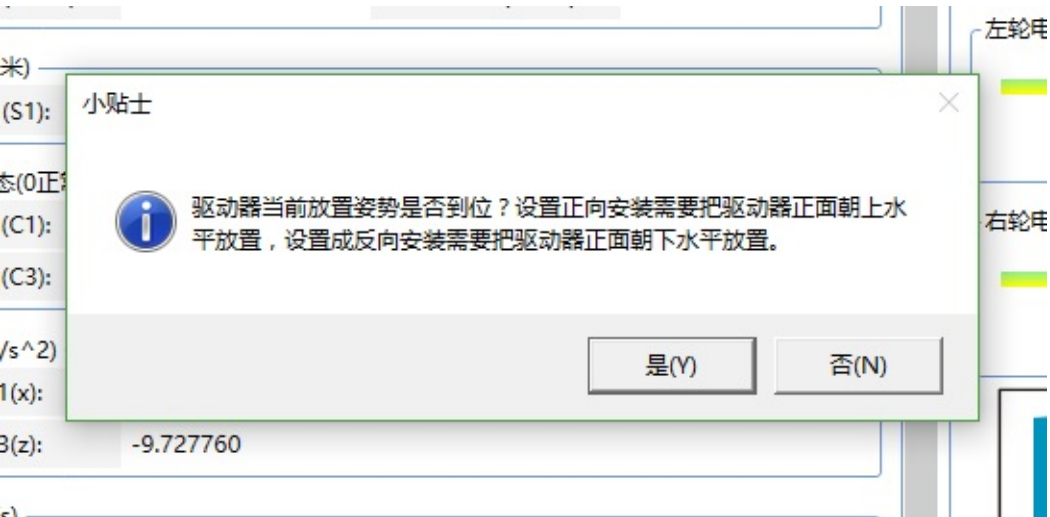 左轮电
米)
小贴士
(S1):
态(0正常
驱动器当前放置姿势是否到位？设置正向安装需要把驱动器正面朝上水
平放置，设置成反向安装需要把驱动器正面朝下水平放置。
(C1):
右轮电
(C3):
/s^2)
是(Y)
否(N)
1(x):
3(z):
-9.727760
s)